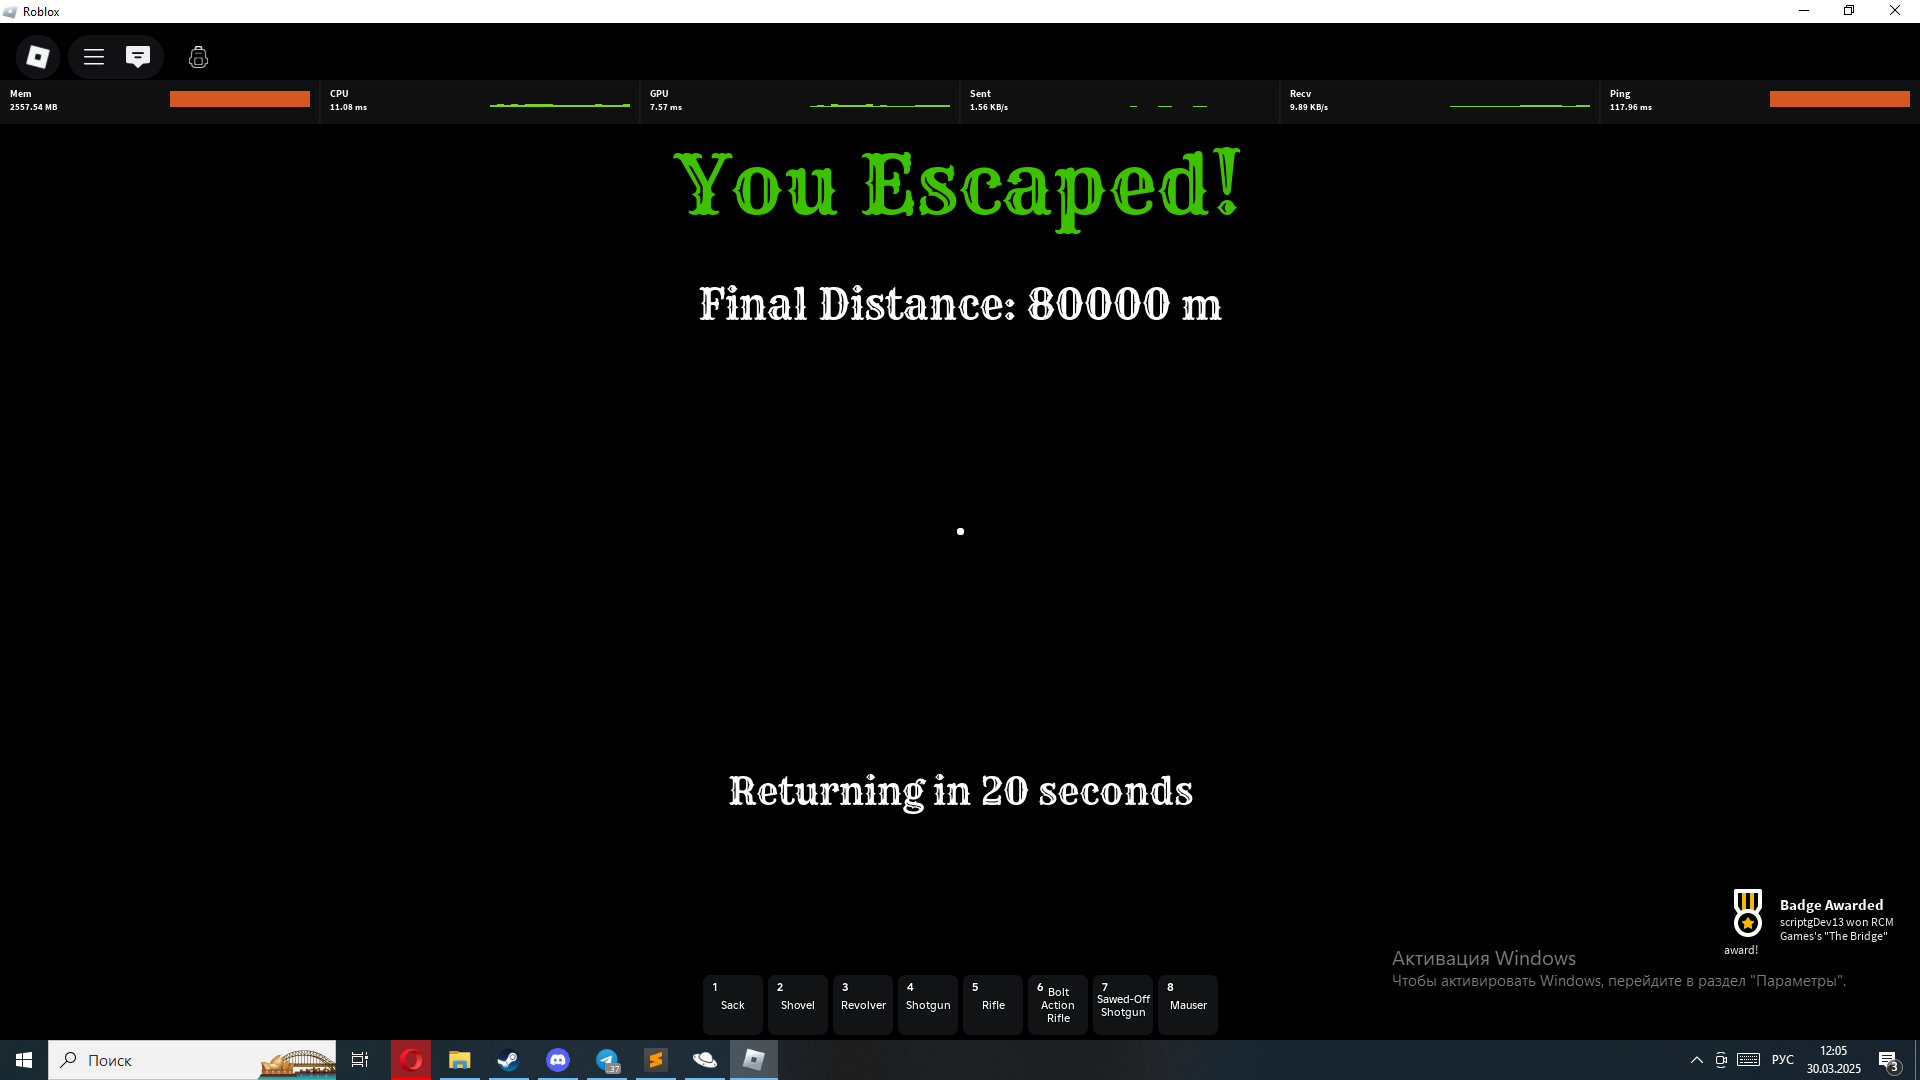 Roblox
Mem
2557.54 MB
CPU
11.08 ms
GPU
7.57 ms
Sent
1.56 KB/s
Recv
9.89 KB/s
Ping
117.96 ms
You Escaped!
Final Distance: 80000 m
Returning in 20 seconds
Badge Awarded
scriptgDev13 won RCM
Games's "The Bridge"
award!
Активация Windows
Чтобы активировать Windows, перейдите в раздел "Параметры".
1
Sack
2
Shovel
3
Revolver
4
Shotgun
5
Rifle
6
Bolt
Action
Rifle
7
Sawed-Off
Shotgun
8
Mauser
Поиск
37
РУС
12:05
30.03.2025
3